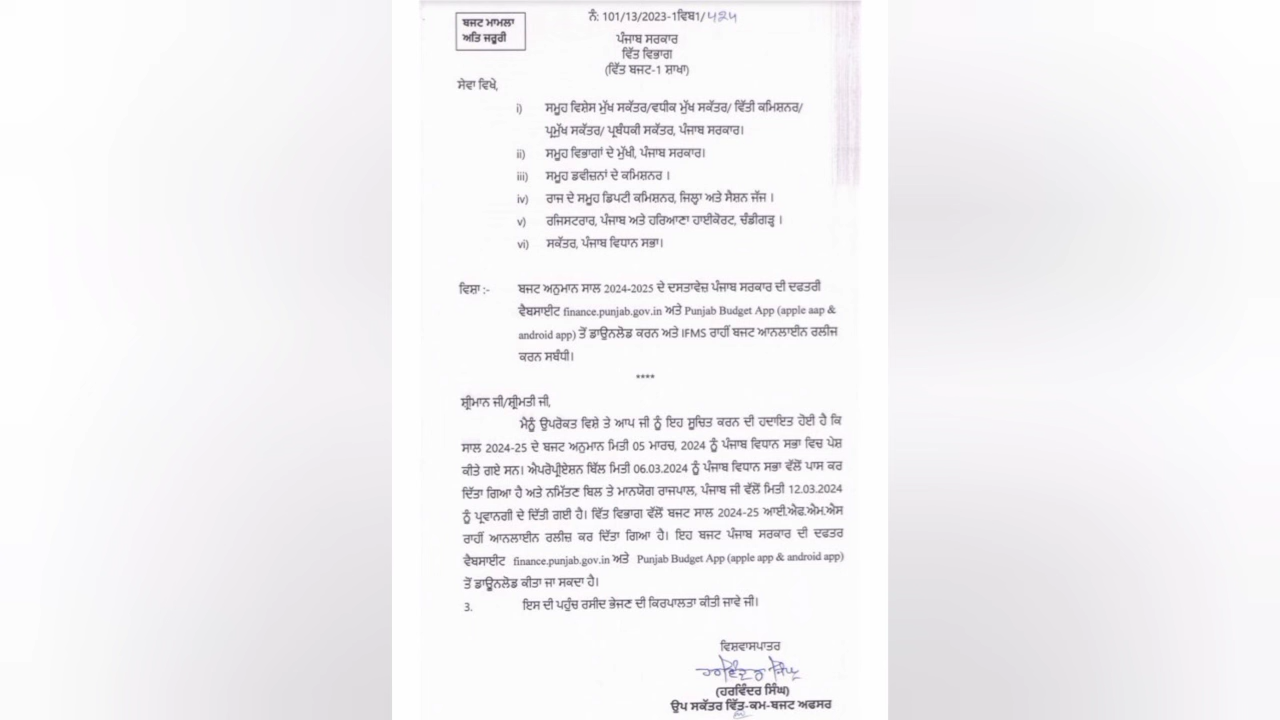 ਬਜਟ ਮਾਮਲਾ
ਅਤਿ ਜਰੂਰੀ
ਨੰ: 101/13/2023-1ਵਿਬ1/424
ਪੰਜਾਬ ਸਰਕਾਰ
ਵਿੱਤ ਵਿਭਾਗ
(ਵਿੱਤ ਬਜਟ-1 ਸ਼ਾਖਾ)
ਸੇਵਾ ਵਿਖੇ,
i) ਸਮੂਹ ਵਿਸ਼ੇਸ ਮੁੱਖ ਸਕੱਤਰ/ਵਧੀਕ ਮੁੱਖ ਸਕੱਤਰ/ ਵਿੱਤੀ ਕਮਿਸ਼ਨਰ/
ਪ੍ਰਮੁੱਖ ਸਕੱਤਰ/ ਪ੍ਰਬੰਧਕੀ ਸਕੱਤਰ, ਪੰਜਾਬ ਸਰਕਾਰ।
ii) ਸਮੂਹ ਵਿਭਾਗਾਂ ਦੇ ਮੁੱਖੀ, ਪੰਜਾਬ ਸਰਕਾਰ।
iii) ਸਮੂਹ ਡਵੀਜ਼ਨਾਂ ਦੇ ਕਮਿਸ਼ਨਰ ।
iv) ਰਾਜ ਦੇ ਸਮੂਹ ਡਿਪਟੀ ਕਮਿਸ਼ਨਰ, ਜਿਲ੍ਹਾ ਅਤੇ ਸੈਸ਼ਨ ਜੱਜ ।
v) ਰਜਿਸਟਰਾਰ, ਪੰਜਾਬ ਅਤੇ ਹਰਿਆਣਾ ਹਾਈਕੋਰਟ, ਚੰਡੀਗੜ੍ਹ ।
vi) ਸਕੱਤਰ, ਪੰਜਾਬ ਵਿਧਾਨ ਸਭਾ।
ਵਿਸ਼ਾ :- ਬਜਟ ਅਨੁਮਾਨ ਸਾਲ 2024-2025 ਦੇ ਦਸਤਾਵੇਜ਼ ਪੰਜਾਬ ਸਰਕਾਰ ਦੀ ਦਫਤਰੀ
ਵੈਬਸਾਈਟ finance.punjab.gov.in ਅਤੇ Punjab Budget App (apple aap &
android app) ਤੋਂ ਡਾਊਨਲੋਡ ਕਰਨ ਅਤੇ IFMS ਰਾਹੀਂ ਬਜਟ ਆਨਲਾਈਨ ਰਲੀਜ
ਕਰਨ ਸਬੰਧੀ।
****
ਸ਼੍ਰੀਮਾਨ ਜੀ/ਸ਼੍ਰੀਮਤੀ ਜੀ,
ਮੈਨੂੰ ਉਪਰੋਕਤ ਵਿਸ਼ੇ ਤੇ ਆਪ ਜੀ ਨੂੰ ਇਹ ਸੂਚਿਤ ਕਰਨ ਦੀ ਹਦਾਇਤ ਹੋਈ ਹੈ ਕਿ
ਸਾਲ 2024-25 ਦੇ ਬਜਟ ਅਨੁਮਾਨ ਮਿਤੀ 05 ਮਾਰਚ, 2024 ਨੂੰ ਪੰਜਾਬ ਵਿਧਾਨ ਸਭਾ ਵਿਚ ਪੇਸ਼
ਕੀਤੇ ਗਏ ਸਨ। ਐਪਰੋਪ੍ਰੀਏਸ਼ਨ ਬਿੱਲ ਮਿਤੀ 06.03.2024 ਨੂੰ ਪੰਜਾਬ ਵਿਧਾਨ ਸਭਾ ਵੱਲੋਂ ਪਾਸ ਕਰ
ਦਿੱਤਾ ਗਿਆ ਹੈ ਅਤੇ ਨਮਿੱਤਣ ਬਿਲ ਤੇ ਮਾਨਯੋਗ ਰਾਜਪਾਲ, ਪੰਜਾਬ ਜੀ ਵੱਲੋਂ ਮਿਤੀ 12.03.2024
ਨੂੰ ਪ੍ਰਵਾਨਗੀ ਦੇ ਦਿੱਤੀ ਗਈ ਹੈ। ਵਿੱਤ ਵਿਭਾਗ ਵੱਲੋਂ ਬਜਟ ਸਾਲ 2024-25 ਆਈ.ਐਫ.ਐਮ.ਐਸ
ਰਾਹੀਂ ਆਨਲਾਈਨ ਰਲੀਜ਼ ਕਰ ਦਿੱਤਾ ਗਿਆ ਹੈ। ਇਹ ਬਜਟ ਪੰਜਾਬ ਸਰਕਾਰ ਦੀ ਦਫਤਰ
ਵੈਬਸਾਈਟ finance.punjab.gov.in ਅਤੇ Punjab Budget App (apple app & android app)
ਤੋਂ ਡਾਊਨਲੋਡ ਕੀਤਾ ਜਾ ਸਕਦਾ ਹੈ।
3. ਇਸ ਦੀ ਪਹੁੰਚ ਰਸੀਦ ਭੇਜਣ ਦੀ ਕਿਰਪਾਲਤਾ ਕੀਤੀ ਜਾਵੇ ਜੀ।
ਵਿਸ਼ਵਾਸਪਾਤਰ
ਹਰਵਿੰਦਰ ਸਿੰਘ
(ਹਰਵਿੰਦਰ ਸਿੰਘ)
ਉਪ ਸਕੱਤਰ ਵਿੱਤ-ਕਮ-ਬਜਟ ਅਫਸਰ